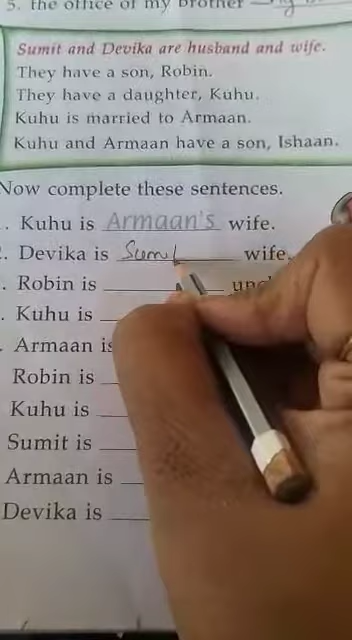 5. the office of my brother
Sumit and Devika are husband and wife.
They have a son, Robin.
They have a daughter, Kuhu.
Kuhu is married to Armaan.
Kuhu and Armaan have a son, Ishaan.
Now complete these sentences.
. Kuhu is Armaan's wife.
. Devika is Sumi wife.
. Robin is
. Kuhu is
. Armaan is
Robin is
Kuhu is
Sumit is
Armaan is
Devika is